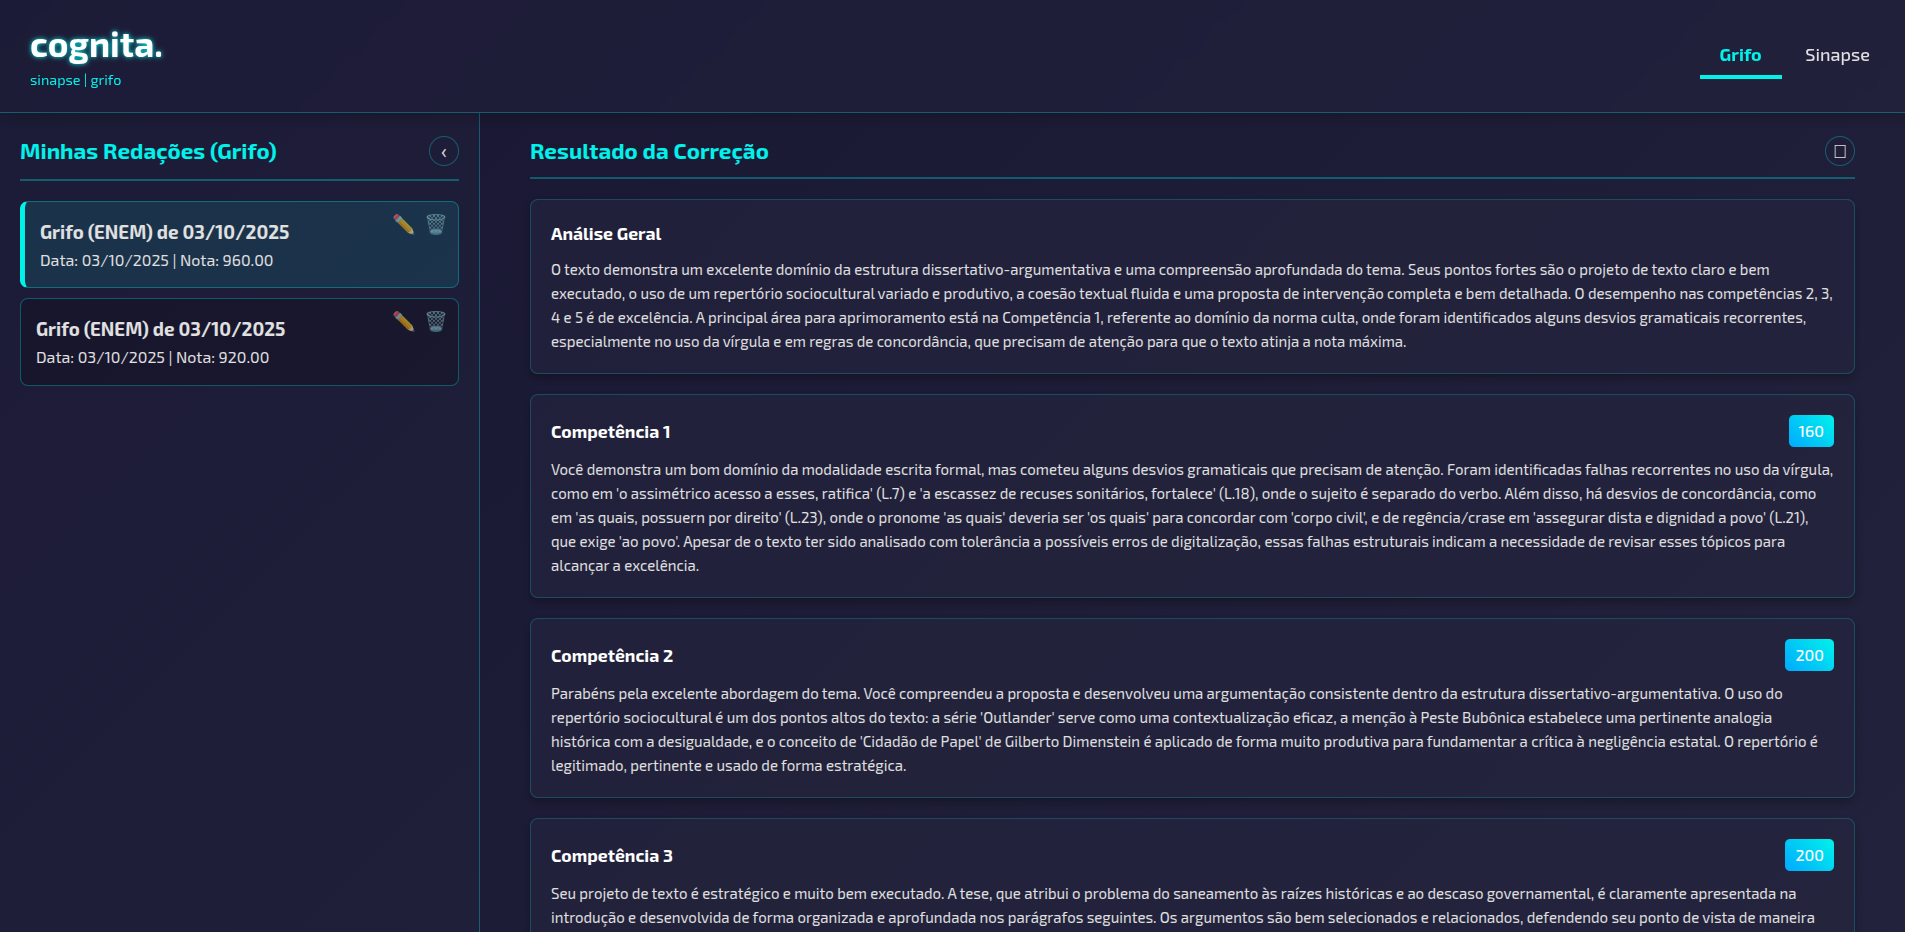 cognita.
sinapse | grifo
Grifo
Sinapse
Minhas Redações (Grifo)
Grifo (ENEM) de 03/10/2025
Data: 03/10/2025 | Nota: 960.00
Grifo (ENEM) de 03/10/2025
Data: 03/10/2025 | Nota: 920.00
Resultado da Correção
Análise Geral
O texto demonstra um excelente domínio da estrutura dissertativo-argumentativa e uma compreensão aprofundada do tema. Seus pontos fortes são o projeto de texto claro e bem
executado, o uso de um repertório sociocultural variado e produtivo, a coesão textual fluida e uma proposta de intervenção completa e bem detalhada. O desempenho nas competências 2, 3,
4 e 5 é de excelência. A principal área para aprimoramento está na Competência 1, referente ao domínio da norma culta, onde foram identificados alguns desvios gramaticais recorrentes,
especialmente no uso da vírgula e em regras de concordância, que precisam de atenção para que o texto atinja a nota máxima.
Competência 1
160
Você demonstra um bom domínio da modalidade escrita formal, mas cometeu alguns desvios gramaticais que precisam de atenção. Foram identificadas falhas recorrentes no uso da vírgula,
como em 'o assimétrico acesso a esses, ratifica' (L.7) e 'a escassez de recuses sonitários, fortalece' (L.18), onde o sujeito é separado do verbo. Além disso, há desvios de concordância, como
em 'as quais, possuern por direito' (L.23), onde o pronome 'as quais' deveria ser 'os quais' para concordar com 'corpo civil', e de regência/crase em 'assegurar dista e dignidad a povo' (L.21),
que exige 'ao povo'. Apesar de o texto ter sido analisado com tolerância a possíveis erros de digitalização, essas falhas estruturais indicam a necessidade de revisar esses tópicos para
alcançar a excelência.
Competência 2
200
Parabéns pela excelente abordagem do tema. Você compreendeu a proposta e desenvolveu uma argumentação consistente dentro da estrutura dissertativo-argumentativa. O uso do
repertório sociocultural é um dos pontos altos do texto: a série 'Outlander' serve como uma contextualização eficaz, a menção à Peste Bubônica estabelece uma pertinente analogia
histórica com a desigualdade, e o conceito de 'Cidadão de Papel' de Gilberto Dimenstein é aplicado de forma muito produtiva para fundamentar a crítica à negligência estatal. O repertório é
legitimado, pertinente e usado de forma estratégica.
Competência 3
200
Seu projeto de texto é estratégico e muito bem executado. A tese, que atribui o problema do saneamento às raízes históricas e ao descaso governamental, é claramente apresentada na
introdução e desenvolvida de forma organizada e aprofundada nos parágrafos seguintes. Os argumentos são bem selecionados e relacionados, defendendo seu ponto de vista de maneira